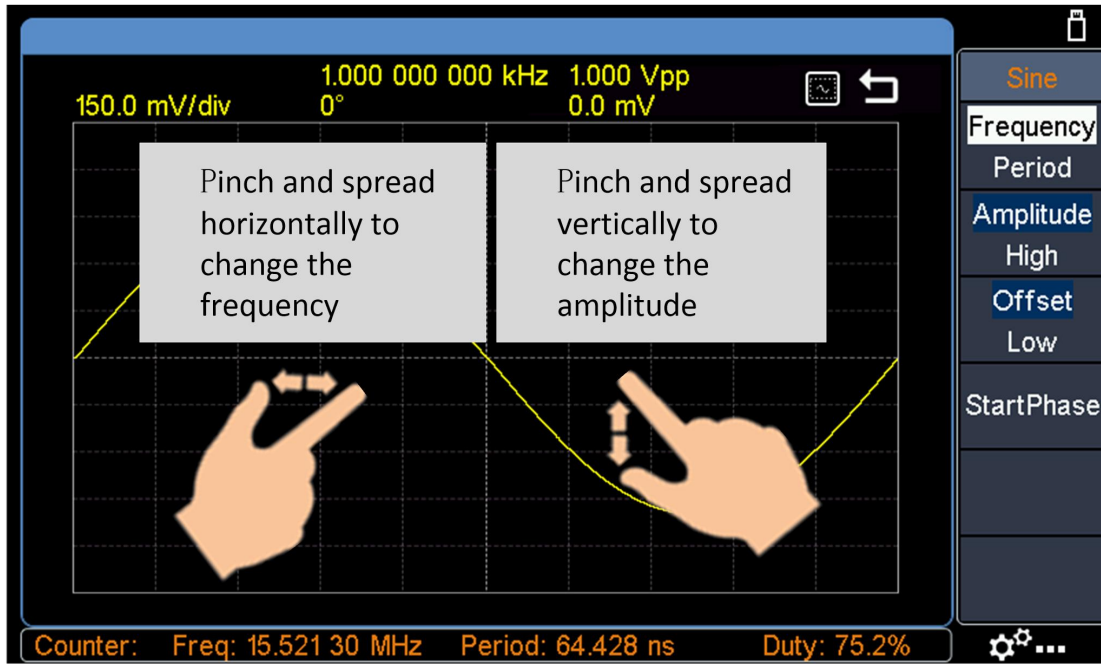 1.000 000 000 kHz 1.000 Vpp
150.0 mV/div 0° 0.0 mV
Pinch and spread
horizontally to
change the
frequency
Pinch and spread
vertically to
change the
amplitude
Sine
Frequency
Period
Amplitude
High
Offset
Low
StartPhase
Counter: Freq: 15.521 30 MHz Period: 64.428 ns Duty: 75.2%